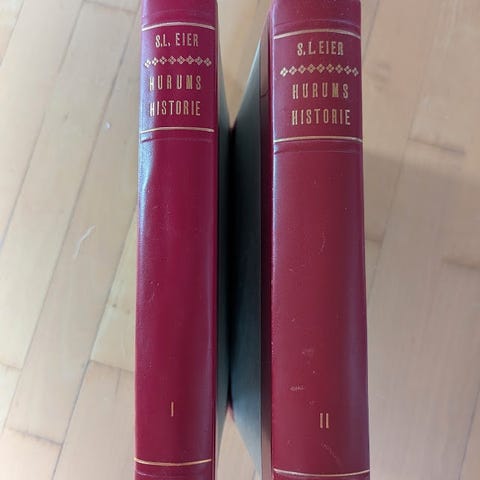 S.L. EIER
HURUMS
HISTORIE
I
S.L. EIER
HURUMS
HISTORIE
II